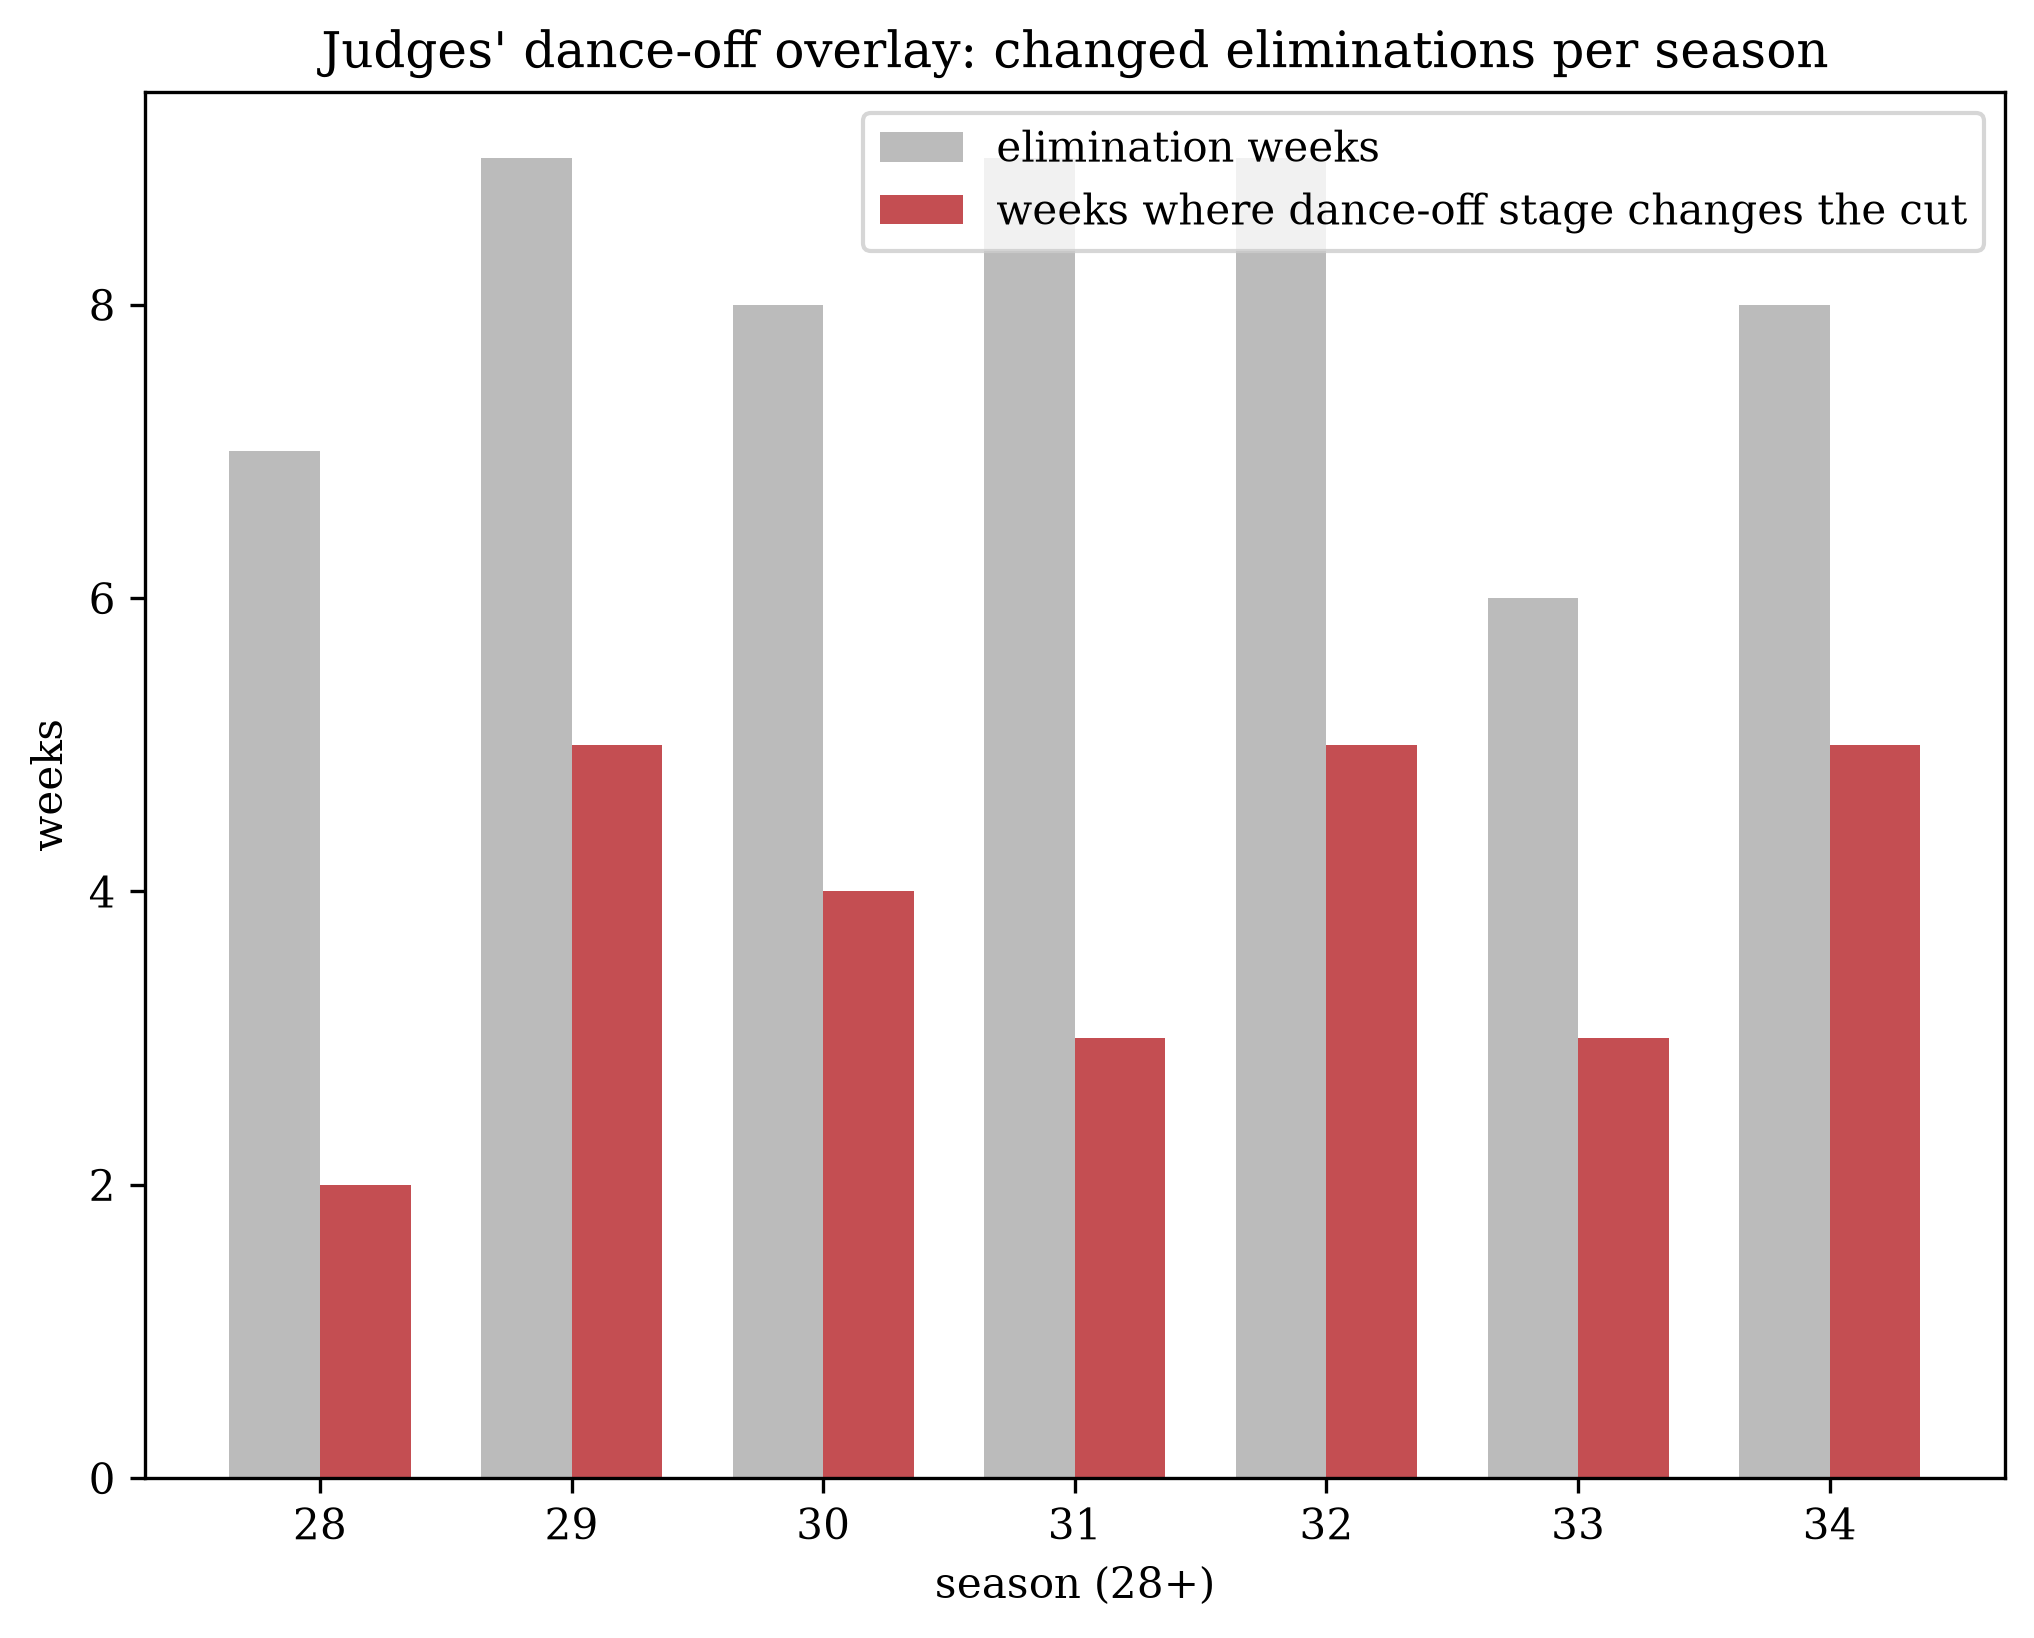 Judges' dance-off overlay: changed eliminations per season
elimination weeks
weeks where dance-off stage changes the cut
8
6
4
2
0
weeks
28 29 30 31 32 33 34
season (28+)